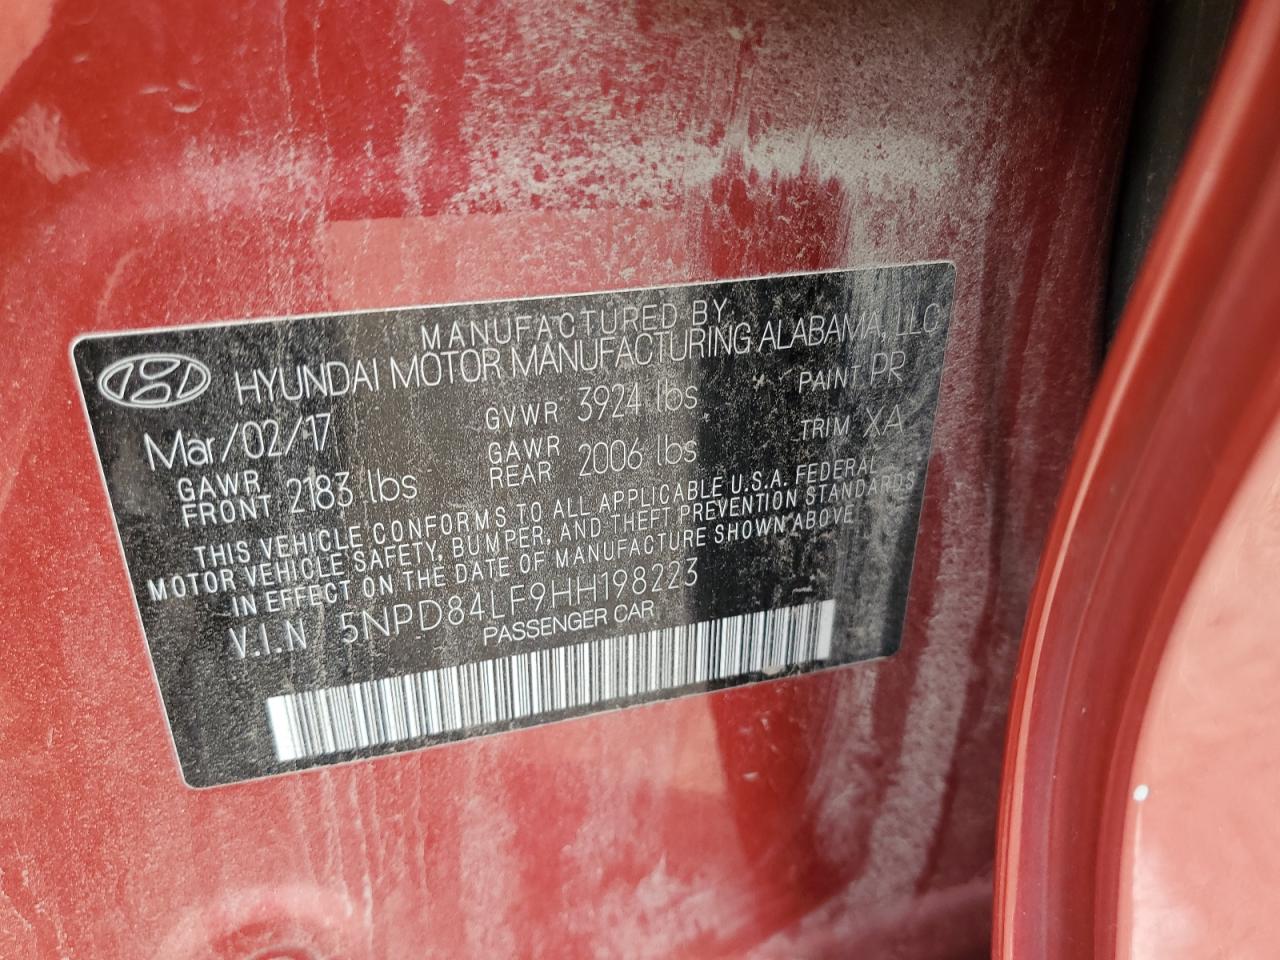 MANUFACTURED BY
HYUNDAI MOTOR MANUFACTURING ALABAMA, LLC
Mar/02/17 GVWR 3924 lbs PAINT PR
GAWR FRONT 2183 lbs GAWR REAR 2006 lbs TRIM XA
THIS VEHICLE CONFORMS TO ALL APPLICABLE U.S.A. FEDERAL
MOTOR VEHICLE SAFETY, BUMPER, AND THEFT PREVENTION STANDARDS
IN EFFECT ON THE DATE OF MANUFACTURE SHOWN ABOVE
V.I.N 5NPD84LF9HH198223
PASSENGER CAR